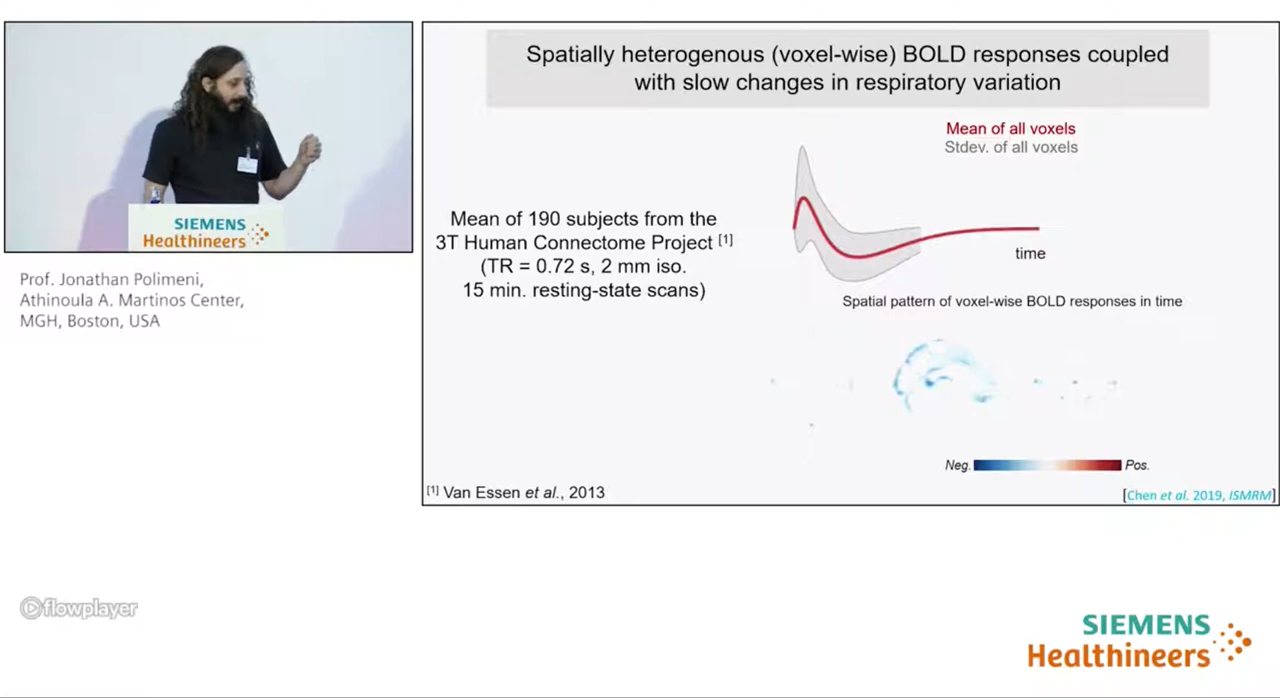 SIEMENS
Healthineers
Prof. Jonathan Polimeni,
Athinoula A. Martinos Center,
MGH, Boston, USA
Spatially heterogenous (voxel-wise) BOLD responses coupled
with slow changes in respiratory variation
Mean of all voxels
Stdev. of all voxels
Mean of 190 subjects from the
3T Human Connectome Project [1]
(TR = 0.72 s, 2 mm iso.
15 min. resting-state scans)
time
Spatial pattern of voxel-wise BOLD responses in time
Neg. Pos.
[1] Van Essen et al., 2013
[Chen et al. 2019, ISMRM]
flowplayer
SIEMENS
Healthineers